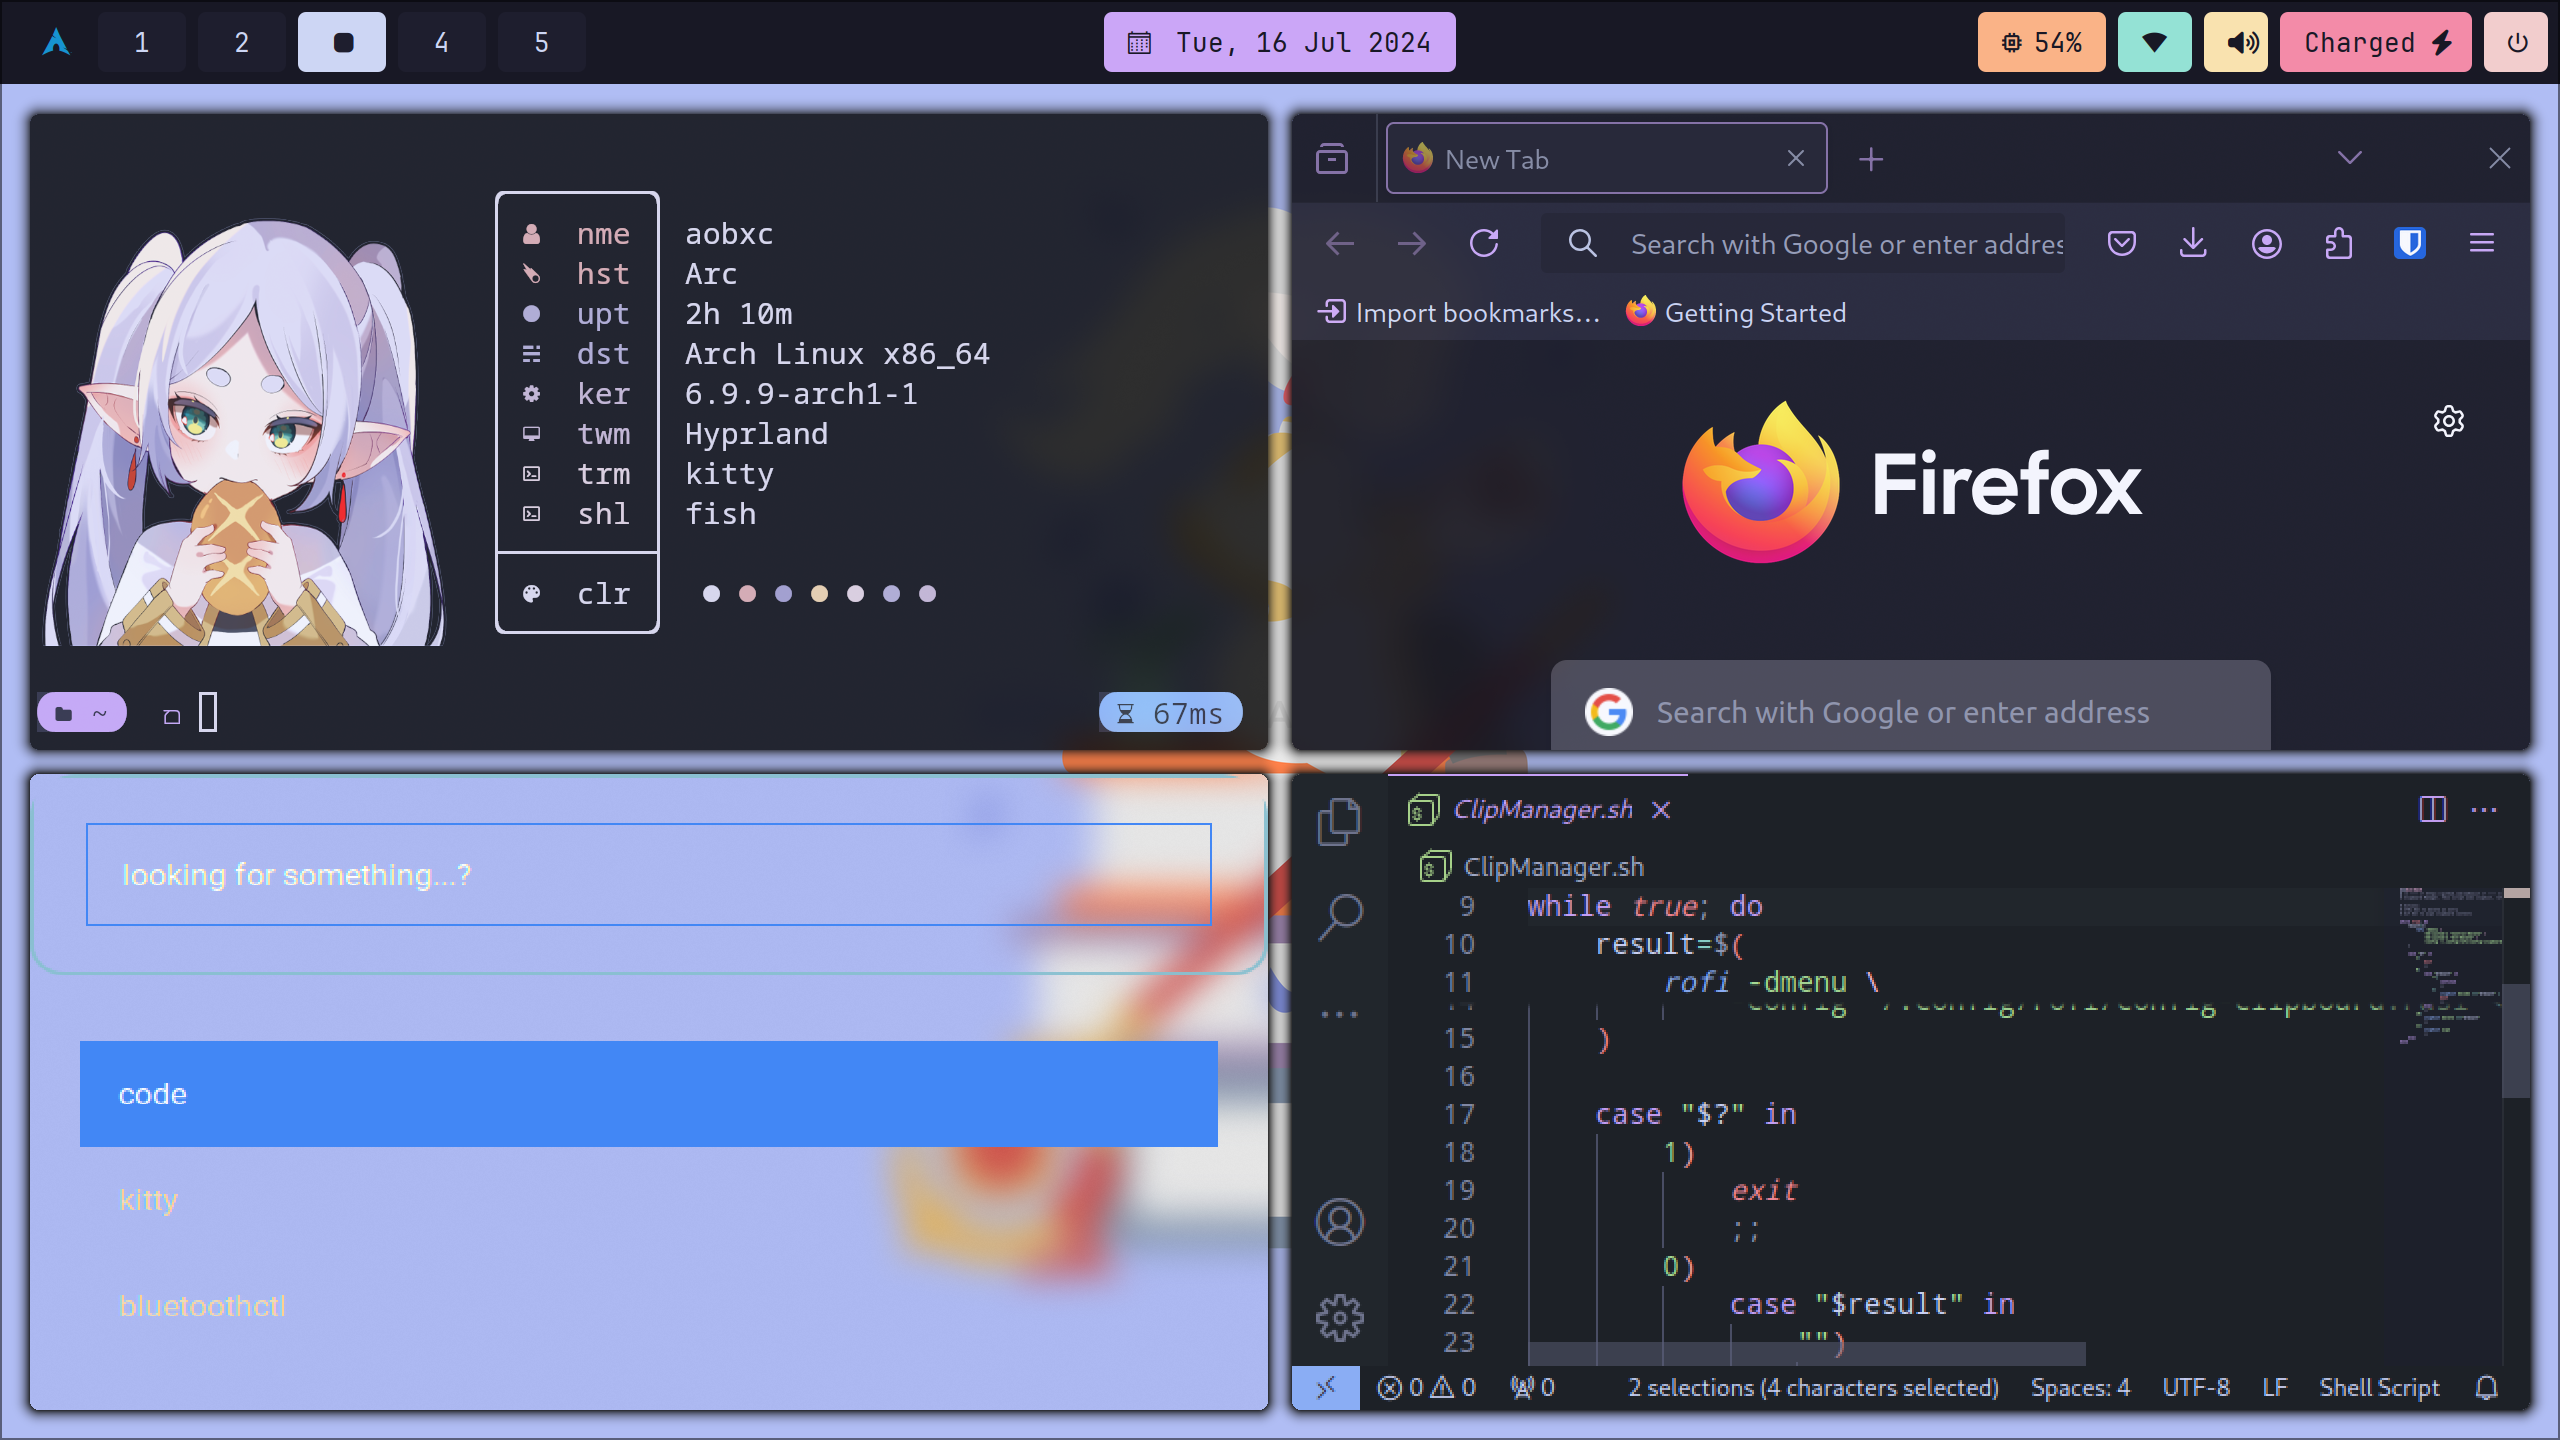 1 2 4 5
Tue, 16 Jul 2024
54%
Charged
nme aobxc
hst Arc
upt 2h 10m
dst Arch Linux x86_64
ker 6.9.9-arch1-1
twm Hyprland
trm kitty
shl fish
clr
~
67ms
New Tab
Search with Google or enter addres
Import bookmarks... Getting Started
Firefox
Search with Google or enter address
looking for something...?
code
kitty
bluetoothctl
ClipManager.sh
ClipManager.sh
9 while true; do
10 result=$(
11 rofi -dmenu \
15 )
16
17 case "$?" in
18 1)
19 exit
20 ;;
21 0)
22 case "$result" in
23 "")
0 0 0 2 selections (4 characters selected) Spaces: 4 UTF-8 LF Shell Script